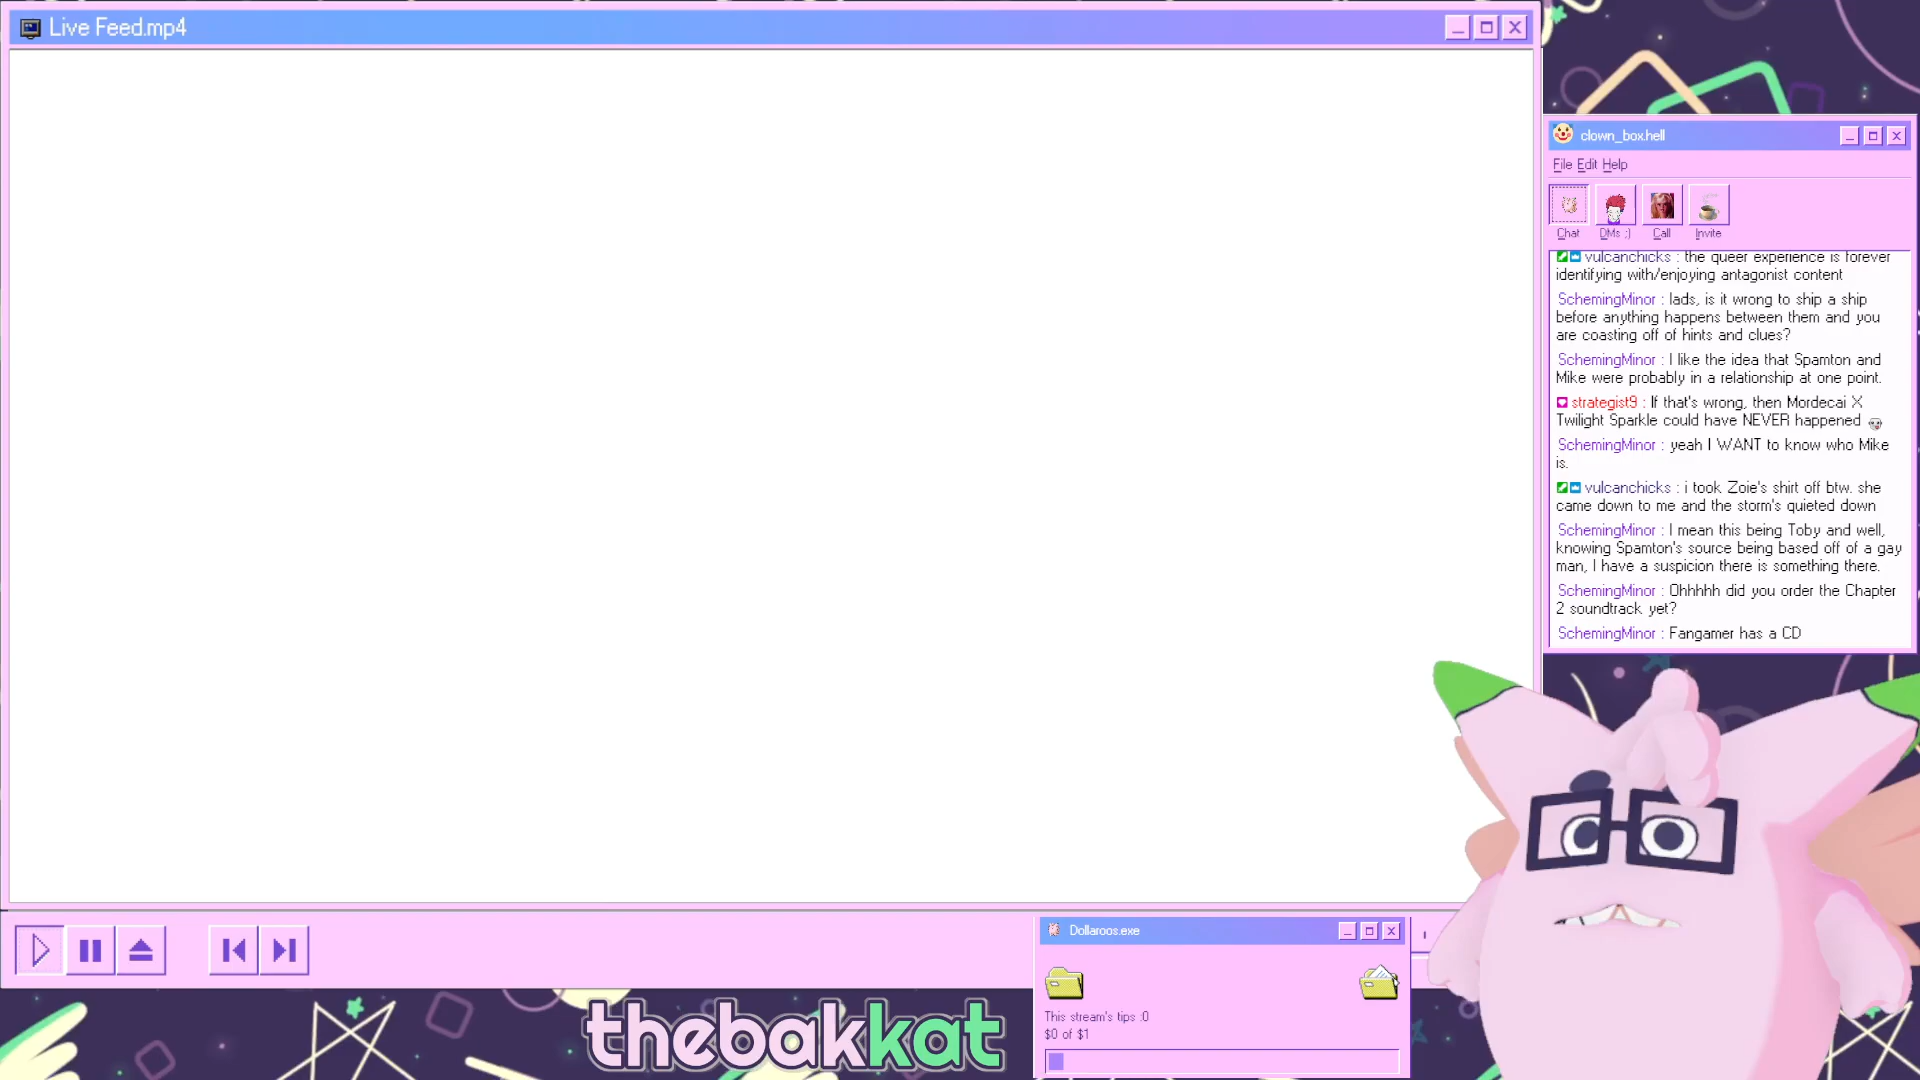 Live Feed.mp4
clown_box.hell
File Edit Help
Chat DMs ;) Call Invite
vulcanchicks : the queer experience is forever
identifying with/enjoying antagonist content
SchemingMinor : lads, is it wrong to ship a ship
before anything happens between them and you
are coasting off of hints and clues?
SchemingMinor : I like the idea that Spamton and
Mike were probably in a relationship at one point.
strategist9 : If that's wrong, then Mordecai X
Twilight Sparkle could have NEVER happened
SchemingMinor : yeah I WANT to know who Mike
is.
vulcanchicks : i took Zoie's shirt off btw. she
came down to me and the storm's quieted down
SchemingMinor : I mean this being Toby and well,
knowing Spamton's source being based off of a gay
man, I have a suspicion there is something there.
SchemingMinor : Ohhhhh did you order the Chapter
2 soundtrack yet?
SchemingMinor : Fangamer has a CD
Dollaroos.exe
This stream's tips :0
$0 of $1
thebakkat